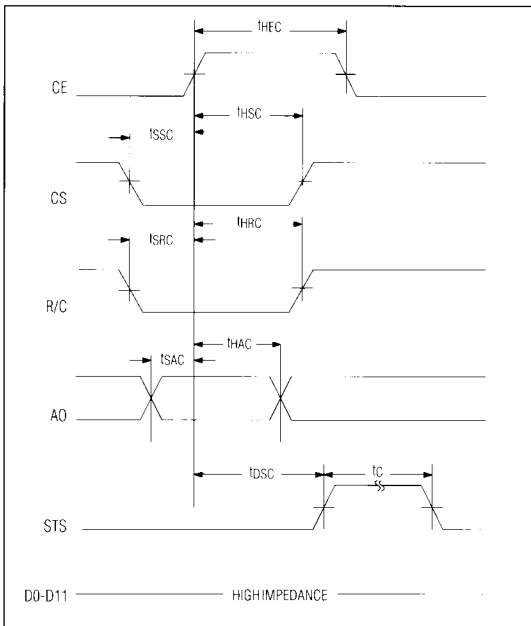 tHEC
CE
tHSC
tSSC
CS
tHRC
tSRC
R/C
tHAC
tSAC
AO
tDSC tC
STS
D0-D11 HIGH IMPEDANCE